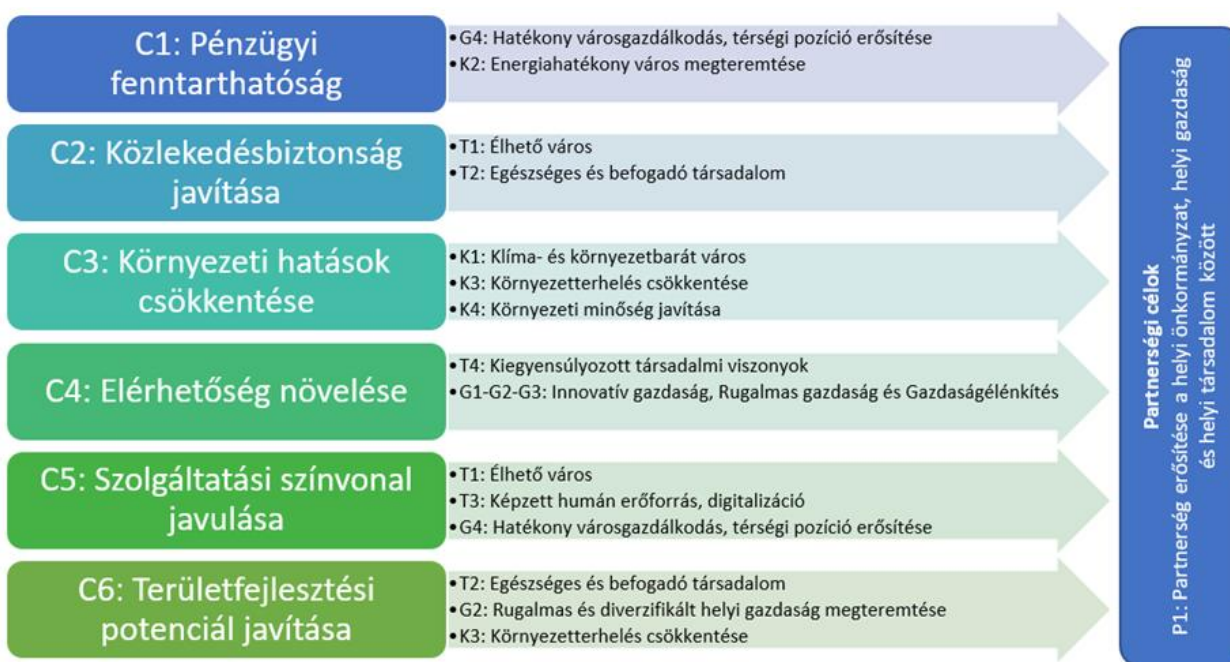 C1: Pénzügyi
fenntarthatóság
•G4: Hatékony városgazdálkodás, térségi pozíció erősítése
•K2: Energiahatékony város megteremtése
C2: Közlekedésbiztonság
javítása
•T1: Élhető város
•T2: Egészséges és befogadó társadalom
C3: Környezeti hatások
csökkentése
•K1: Klíma- és környezetbarát város
•K3: Környezetterhelés csökkentése
•K4: Környezeti minőség javítása
C4: Elérhetőség növelése
•T4: Kiegyensúlyozott társadalmi viszonyok
•G1-G2-G3: Innovatív gazdaság, Rugalmas gazdaság és Gazdaságélénkítés
C5: Szolgáltatási színvonal
javulása
•T1: Élhető város
•T3: Képzett humán erőforrás, digitalizáció
•G4: Hatékony városgazdálkodás, térségi pozíció erősítése
C6: Területfejlesztési
potenciál javítása
•T2: Egészséges és befogadó társadalom
•G2: Rugalmas és diverzifikált helyi gazdaság megteremtése
•K3: Környezetterhelés csökkentése
Partnerségi célok
P1: Partnerség erősítése a helyi önkormányzat, helyi gazdaság
és helyi társadalom között